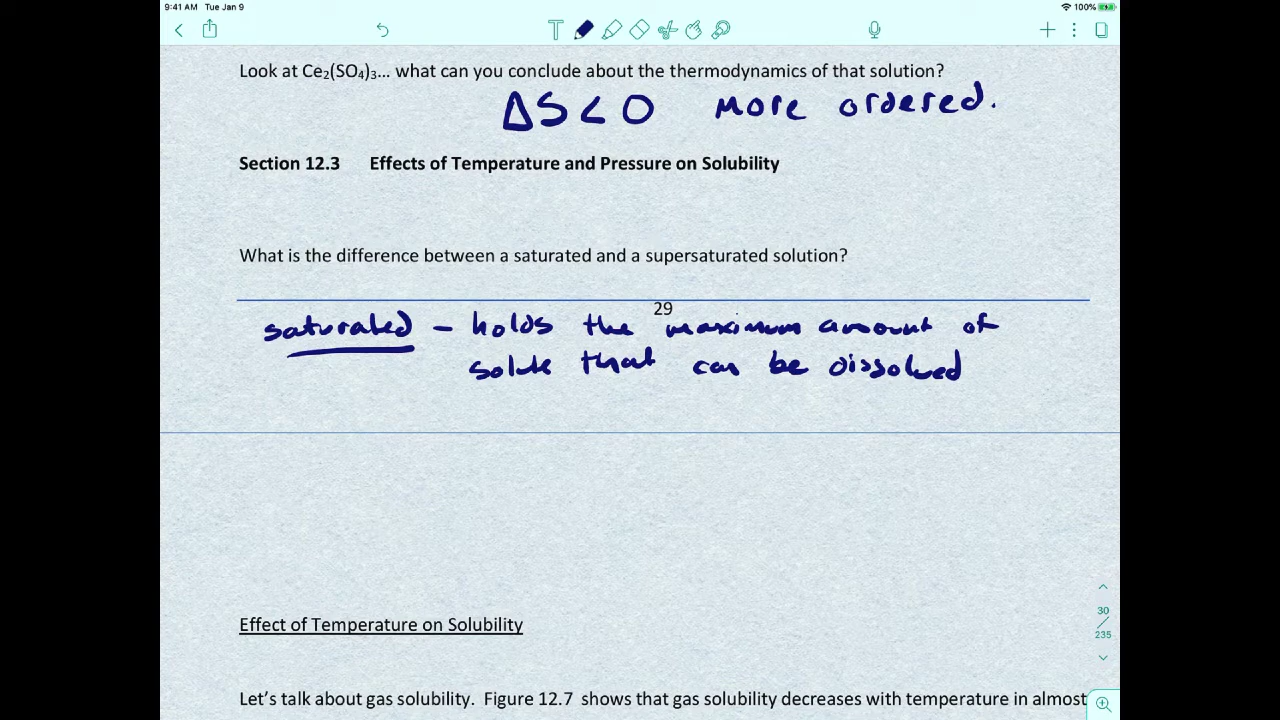 9:41 AM Tue Jan 9
100%
T
Look at Ce₂(SO₄)₃... what can you conclude about the thermodynamics of that solution?
ΔS < 0 more ordered.
Section 12.3 Effects of Temperature and Pressure on Solubility
What is the difference between a saturated and a supersaturated solution?
29
saturated – holds the maximum amount of
solute that can be dissolved
30
/
235
Effect of Temperature on Solubility
Let's talk about gas solubility. Figure 12.7 shows that gas solubility decreases with temperature in almost